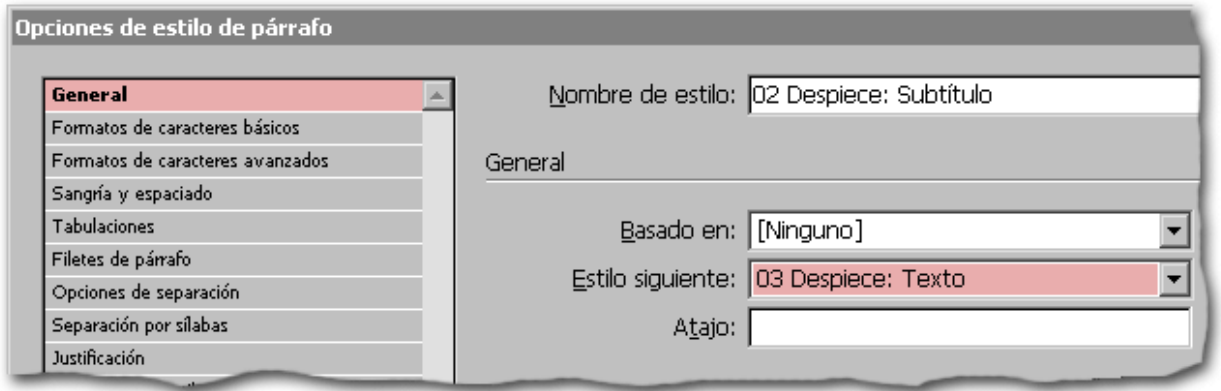 Opciones de estilo de párrafo
General
Formatos de caracteres básicos
Formatos de caracteres avanzados
Sangría y espaciado
Tabulaciones
Filetes de párrafo
Opciones de separación
Separación por sílabas
Justificación
Nombre de estilo: 02 Despiece: Subtítulo
General
Basado en: [Ninguno]
Estilo siguiente: 03 Despiece: Texto
Atajo: